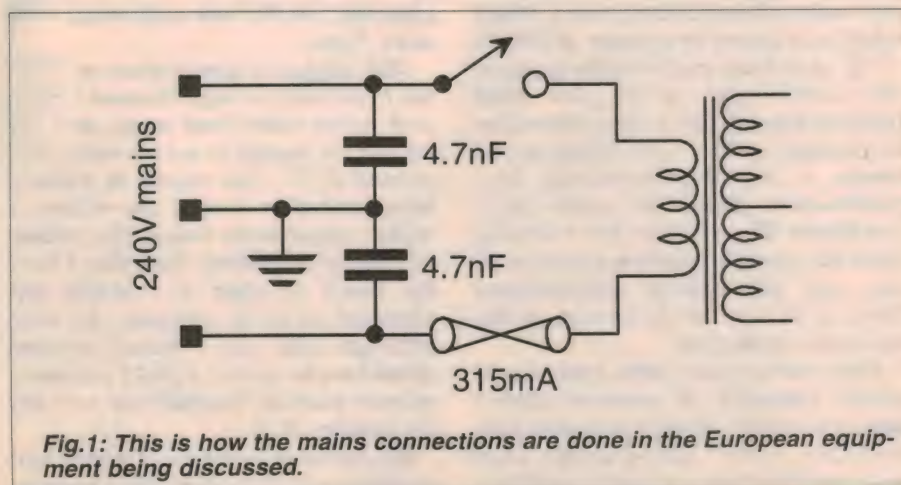 240V mains
4.7nF
4.7nF
315mA
Fig.1: This is how the mains connections are done in the European equip-
ment being discussed.